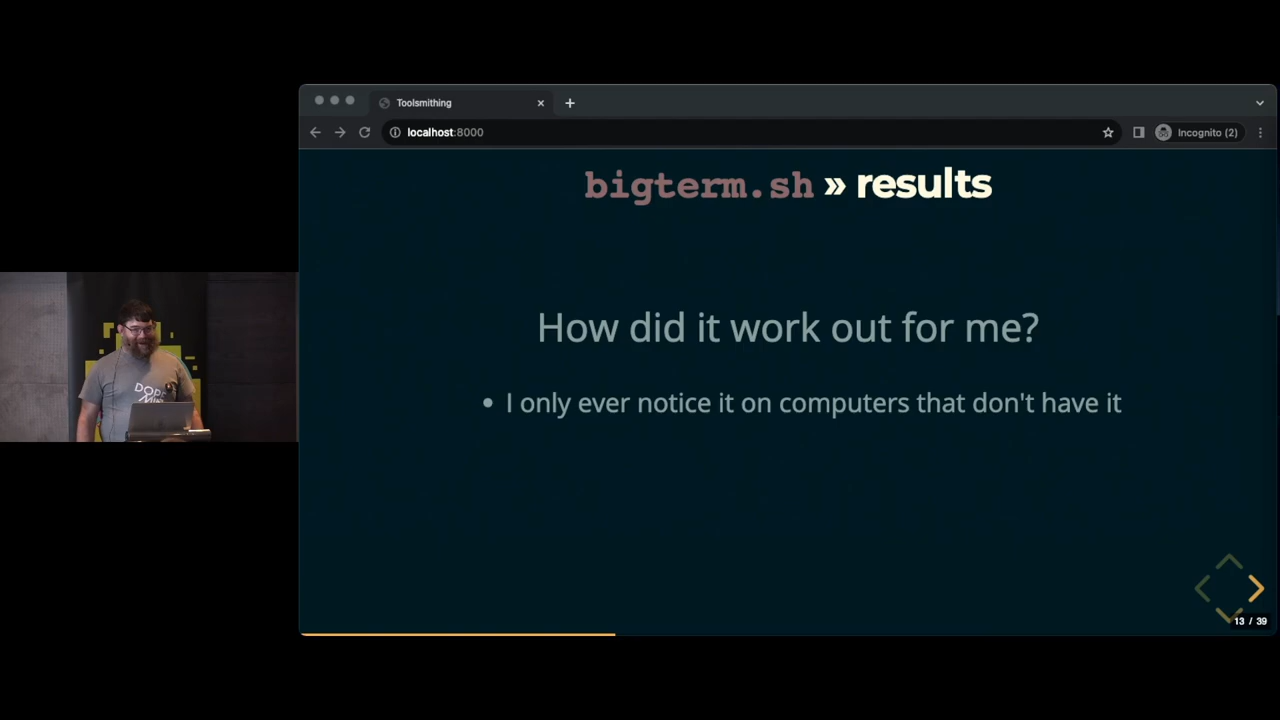 Toolsmithing
localhost:8000
Incognito (2)
bigterm.sh » results
How did it work out for me?
• I only ever notice it on computers that don't have it
DOPE
13 / 39